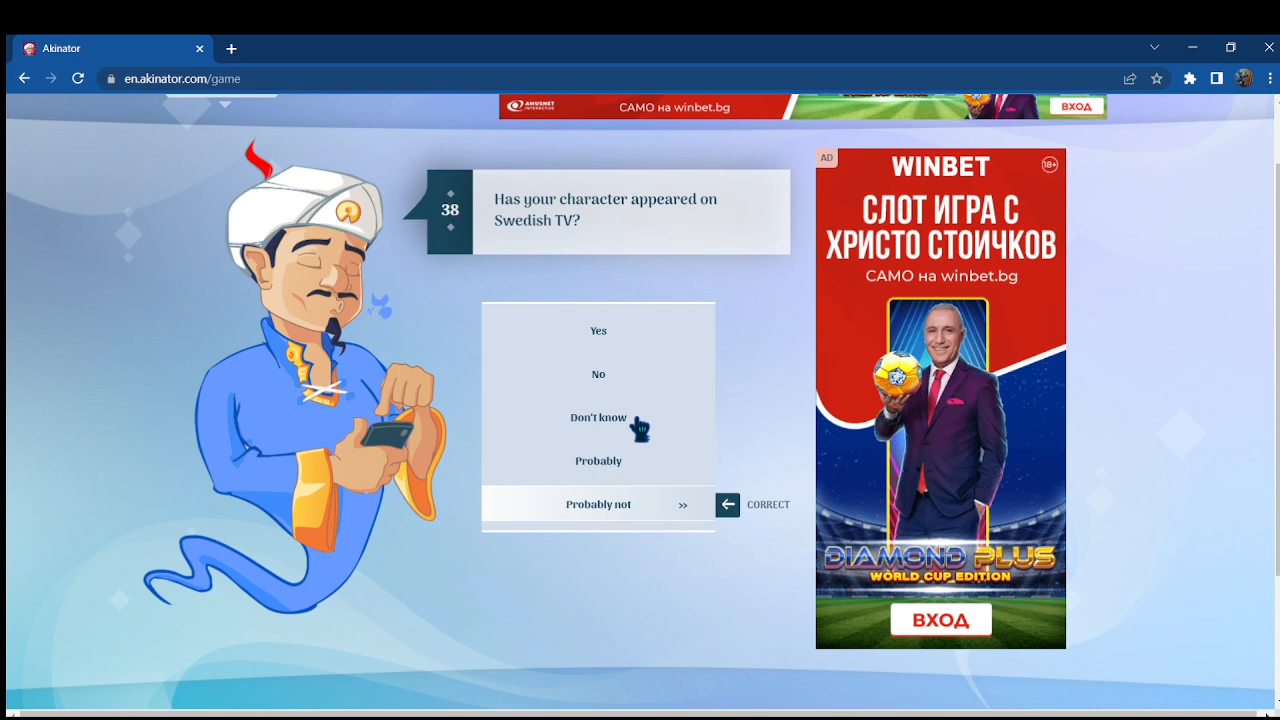 Akinator
en.akinator.com/game
AMUSNET
INTERACTIVE
САМО на winbet.bg
ВХОД
38
Has your character appeared on
Swedish TV?
Yes
No
Don't know
Probably
Probably not
CORRECT
AD
WINBET
18+
СЛОТ ИГРА С
ХРИСТО СТОИЧКОВ
САМО на winbet.bg
DIAMOND PLUS
WORLD CUP EDITION
ВХОД